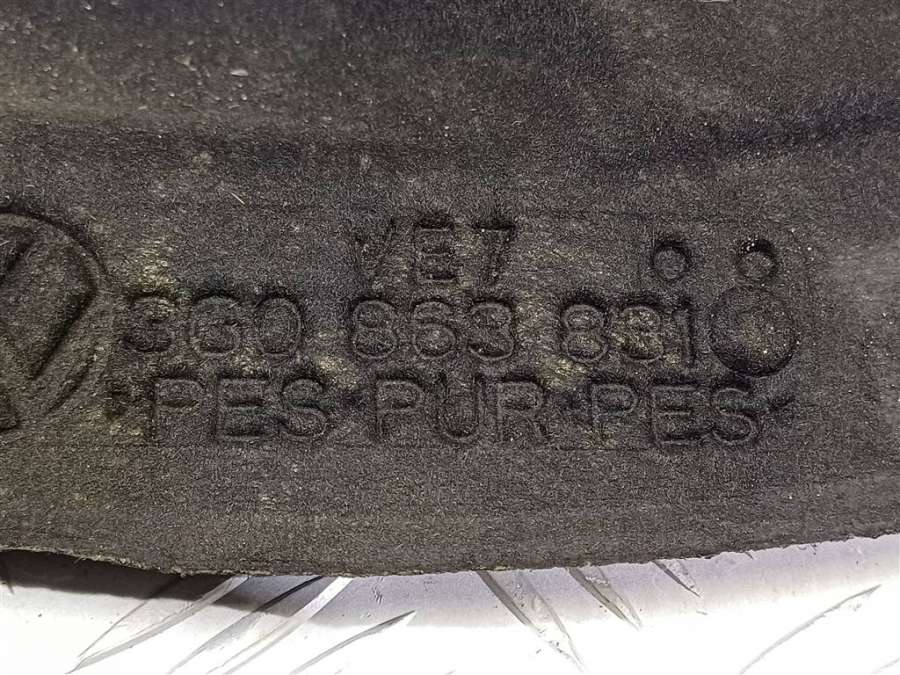 VET
3G0 863 831
>PES-PUR-PES<